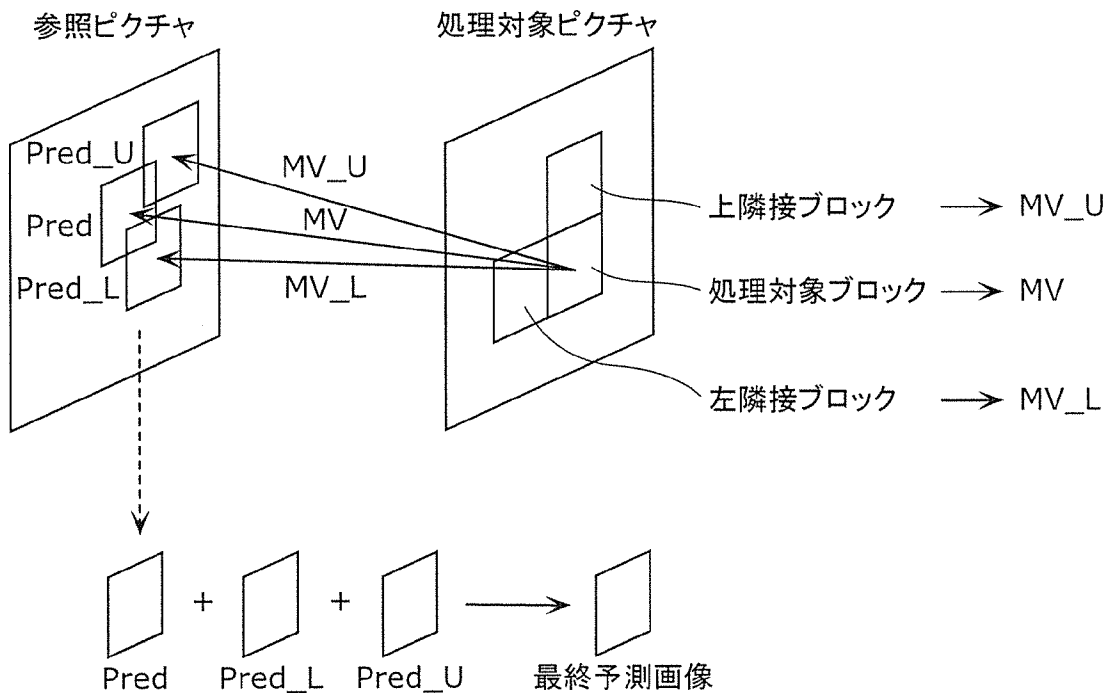 参照ピクチャ
処理対象ピクチャ
Pred_U
MV_U
上隣接ブロック
MV_U
Pred
MV
Pred_L
MV_L
処理対象ブロック
MV
左隣接ブロック
MV_L
+
+
Pred
Pred_L
Pred_U
最終予測画像